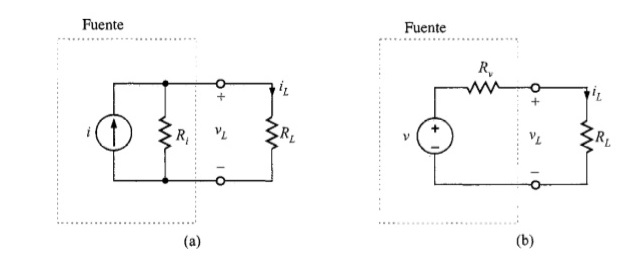 Fuente
i
R_i
+
v_L
−
i_L
R_L
(a)
Fuente
v
+
−
R_v
+
v_L
−
i_L
R_L
(b)